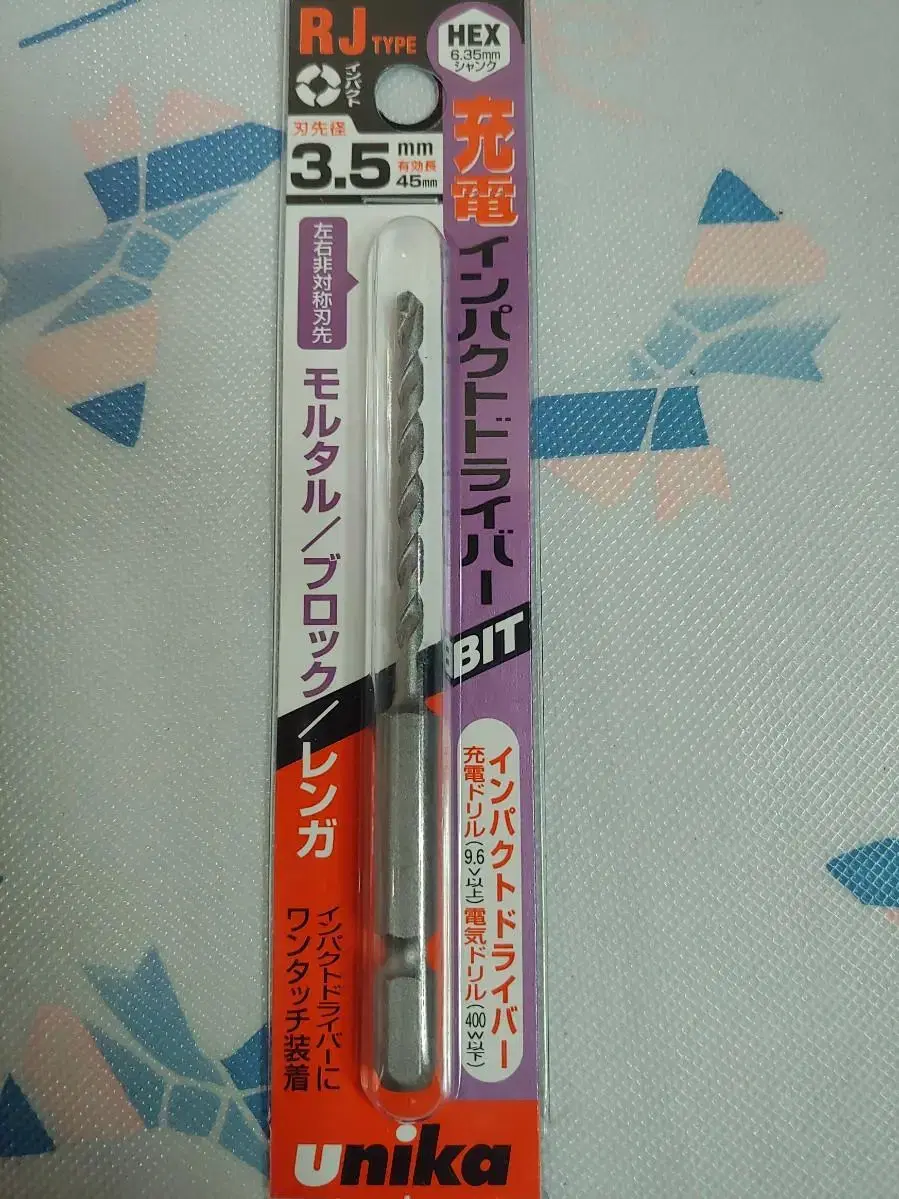 RJ TYPE
インパクト
HEX
6.35mm
シャンク
刃先径
3.5mm
有効長
45mm
充電インパクトドライバー
BIT
左右非対称刃先
モルタル/ブロック/レンガ
インパクトドライバー
充電ドリル(9.6V以上)電気ドリル(400W以下)
インパクトドライバーに
ワンタッチ装着
unika